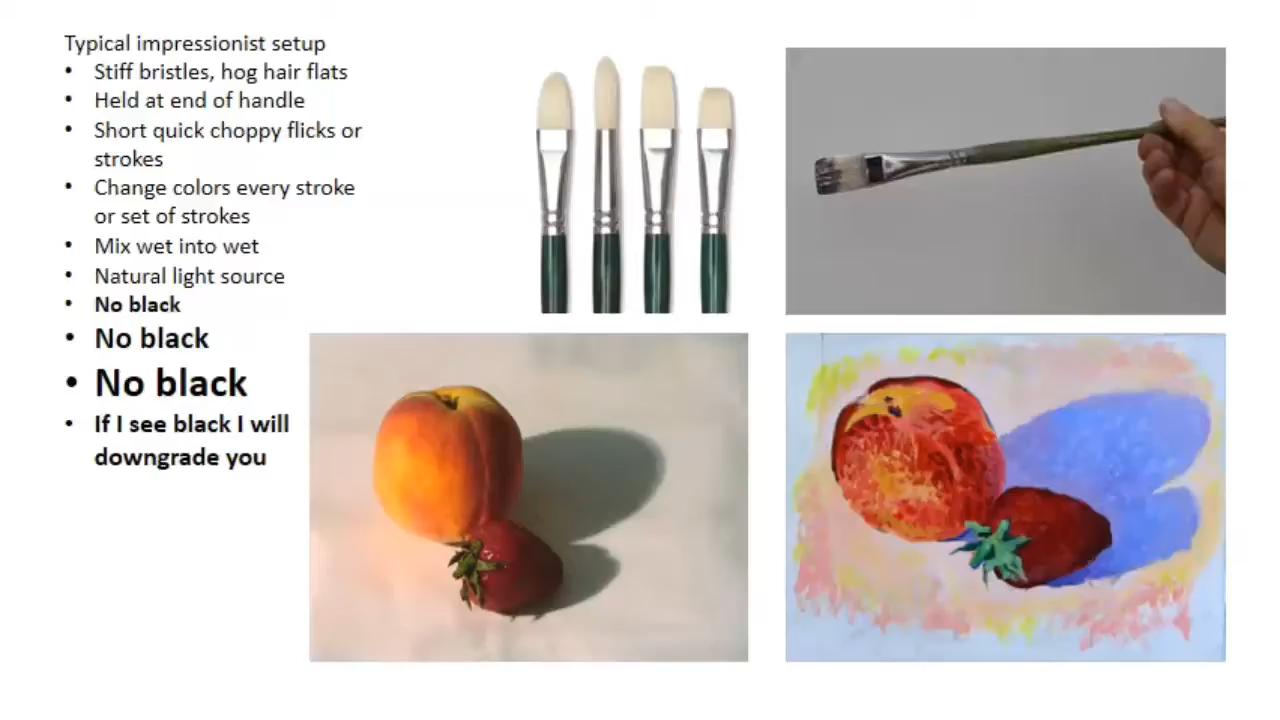 Typical impressionist setup
• Stiff bristles, hog hair flats
• Held at end of handle
• Short quick choppy flicks or
strokes
• Change colors every stroke
or set of strokes
• Mix wet into wet
• Natural light source
• No black
• No black
• No black
• If I see black I will
downgrade you